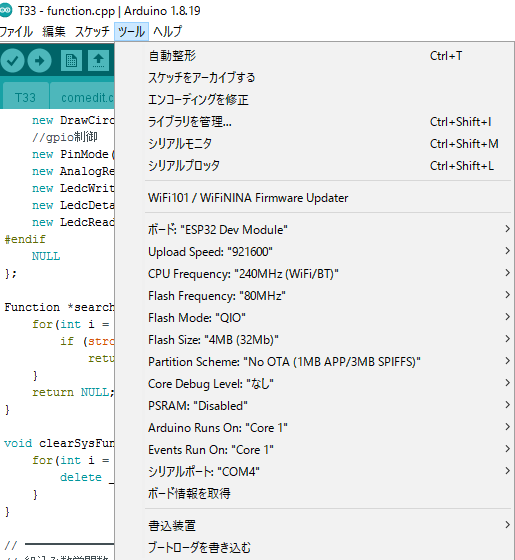 T33 - function.cpp | Arduino 1.8.19
ファイル 編集 スケッチ ツール ヘルプ
T33 comedit.c
new DrawCirc
//gpio制御
new PinMode(
new AnalogRe
new LedcWrit
new LedcDeta
new LedcRead
#endif
NULL
};
Function *search
for(int i =
if (stro
retu
}
return NULL;
}
void clearSysFun
for(int i =
delete _
}
}
//
自動整形 Ctrl+T
スケッチをアーカイブする
エンコーディングを修正
ライブラリを管理... Ctrl+Shift+I
シリアルモニタ Ctrl+Shift+M
シリアルプロッタ Ctrl+Shift+L
WiFi101 / WiFiNINA Firmware Updater
ボード: "ESP32 Dev Module"
Upload Speed: "921600"
CPU Frequency: "240MHz (WiFi/BT)"
Flash Frequency: "80MHz"
Flash Mode: "QIO"
Flash Size: "4MB (32Mb)"
Partition Scheme: "No OTA (1MB APP/3MB SPIFFS)"
Core Debug Level: "なし"
PSRAM: "Disabled"
Arduino Runs On: "Core 1"
Events Run On: "Core 1"
シリアルポート: "COM4"
ボード情報を取得
書込装置
ブートローダを書き込む